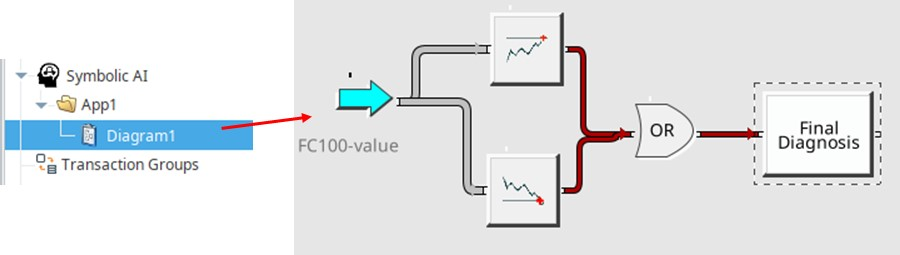 Symbolic AI
App1
Diagram1
Transaction Groups
FC100-value
OR
Final
Diagnosis